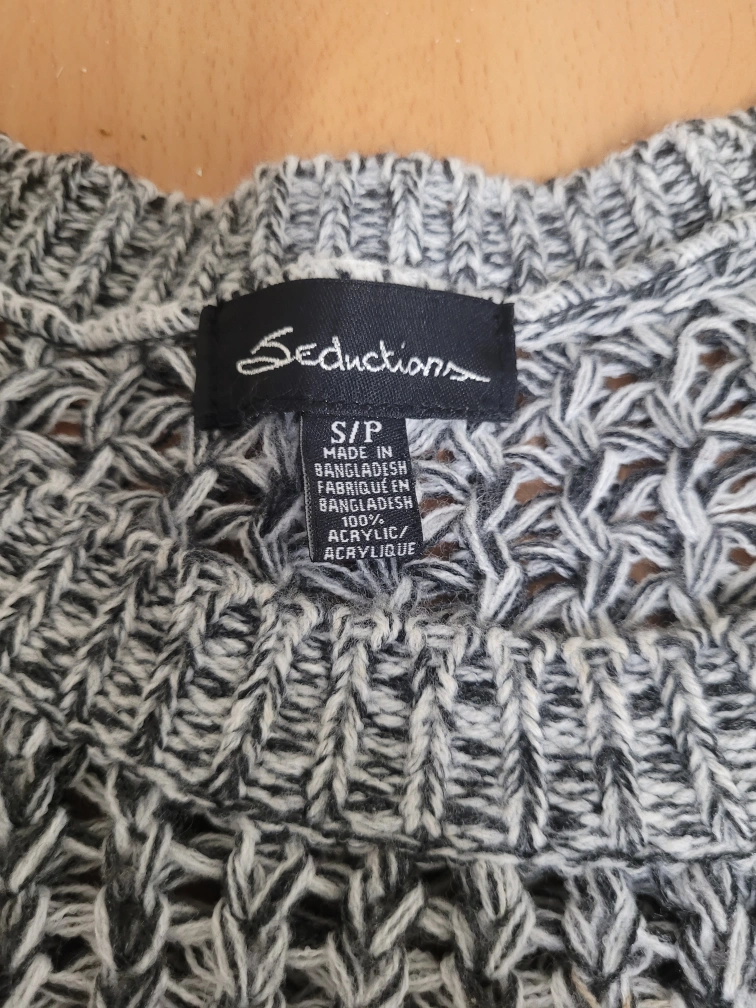 Seductions
S/P
MADE IN
BANGLADESH
FABRIQUÉ EN
BANGLADESH
100%
ACRYLIC/
ACRYLIQUE